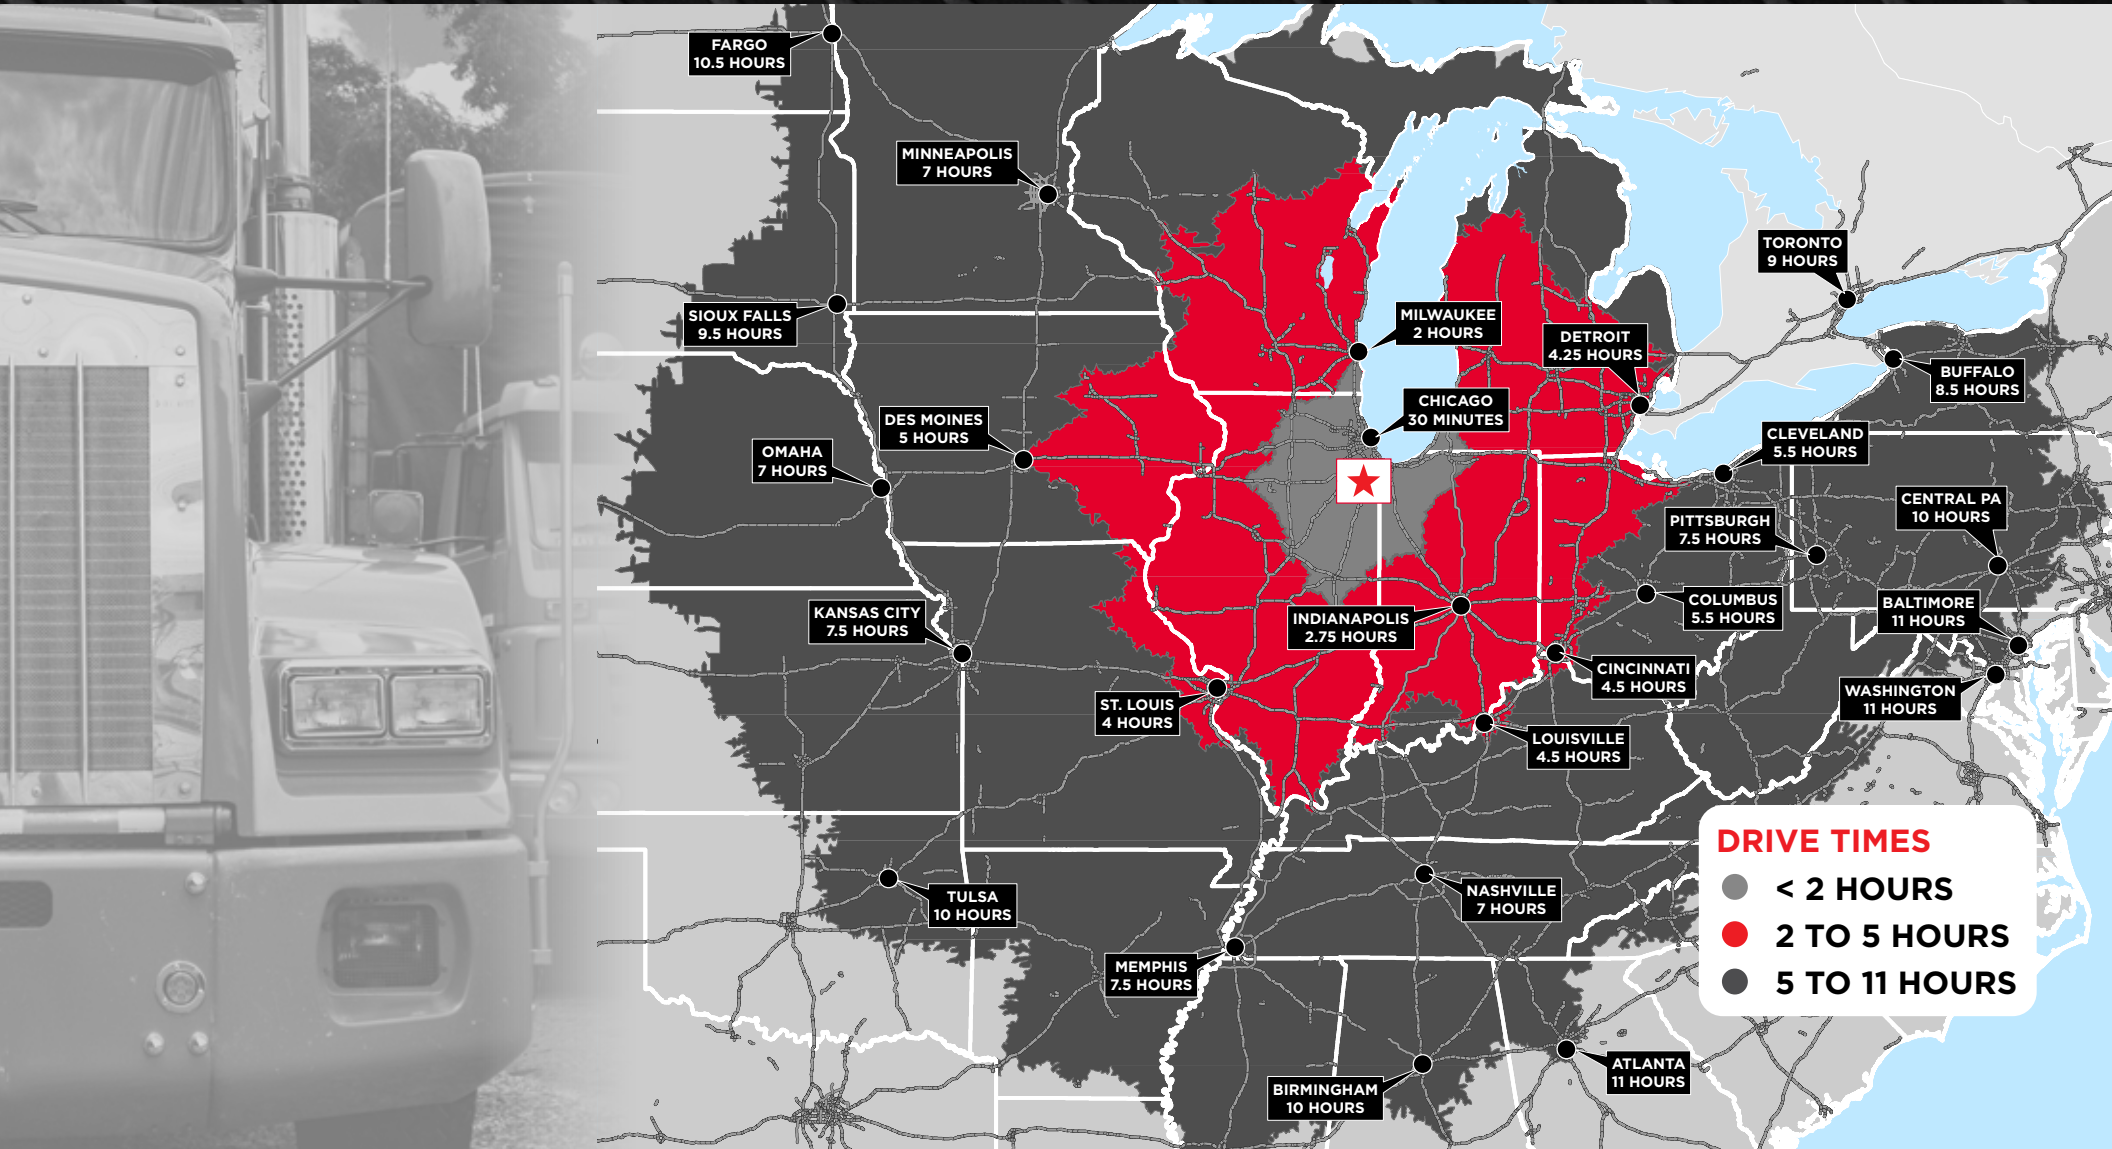 FARGO
10.5 HOURS
MINNEAPOLIS
7 HOURS
TORONTO
9 HOURS
SIOUX FALLS
9.5 HOURS
MILWAUKEE
2 HOURS
DETROIT
4.25 HOURS
BUFFALO
8.5 HOURS
CHICAGO
30 MINUTES
DES MOINES
5 HOURS
CLEVELAND
5.5 HOURS
OMAHA
7 HOURS
CENTRAL PA
10 HOURS
PITTSBURGH
7.5 HOURS
COLUMBUS
5.5 HOURS
BALTIMORE
11 HOURS
KANSAS CITY
7.5 HOURS
INDIANAPOLIS
2.75 HOURS
CINCINNATI
4.5 HOURS
WASHINGTON
11 HOURS
ST. LOUIS
4 HOURS
LOUISVILLE
4.5 HOURS
DRIVE TIMES
< 2 HOURS
2 TO 5 HOURS
5 TO 11 HOURS
TULSA
10 HOURS
NASHVILLE
7 HOURS
MEMPHIS
7.5 HOURS
ATLANTA
11 HOURS
BIRMINGHAM
10 HOURS